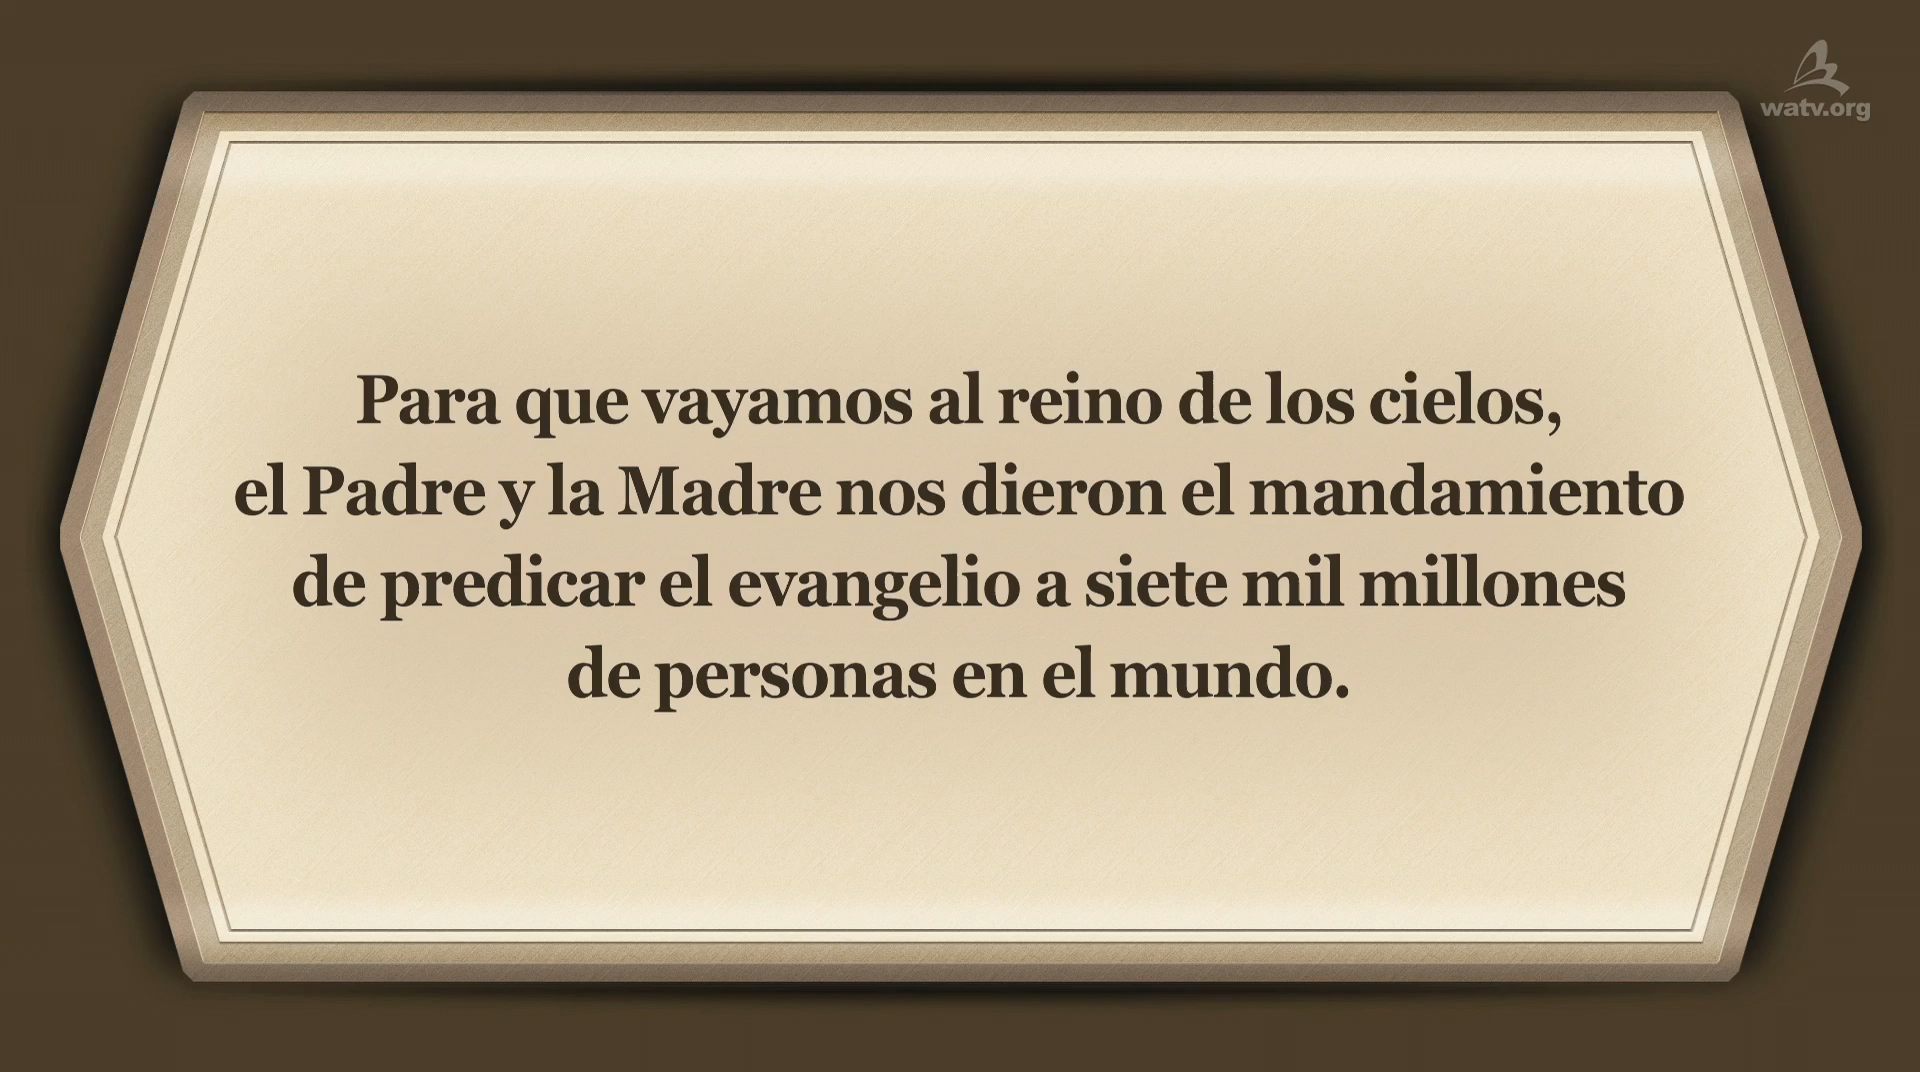 watv.org
Para que vayamos al reino de los cielos,
el Padre y la Madre nos dieron el mandamiento
de predicar el evangelio a siete mil millones
de personas en el mundo.